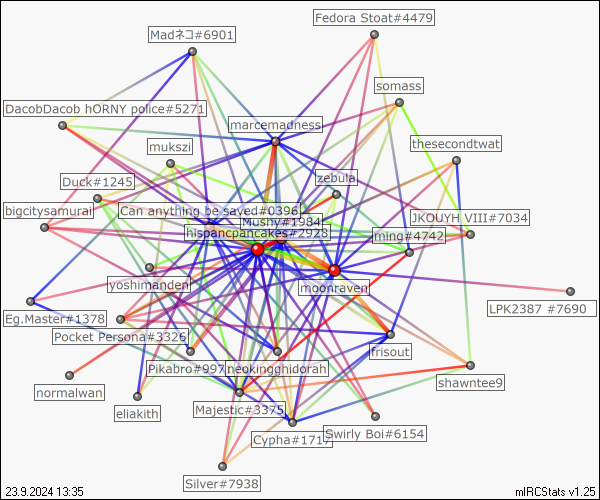 Fedora Stoat#4479
Madネコ#6901
somass
DacobDacob hORNY police#5271
marcemadness
thesecondtwat
mukszi
zebula
Duck#1245
bigcitysamurai
Can anything be sayed#0396
JKOUYH VIII#7034
Mushy#1984
hispancpancakes#2928
ming#4742
yoshimanden
moonraven
LPK2387 #7690
Eg.Master#1378
Pocket Persona#3326
frisout
Pikabro#997
neokingghidorah
shawntee9
normalwan
Majestic#3375
eliakith
Cypha#1717
Swirly Boi#6154
Silver#7938
23.9.2024 13:35
mIRCStats v1.25